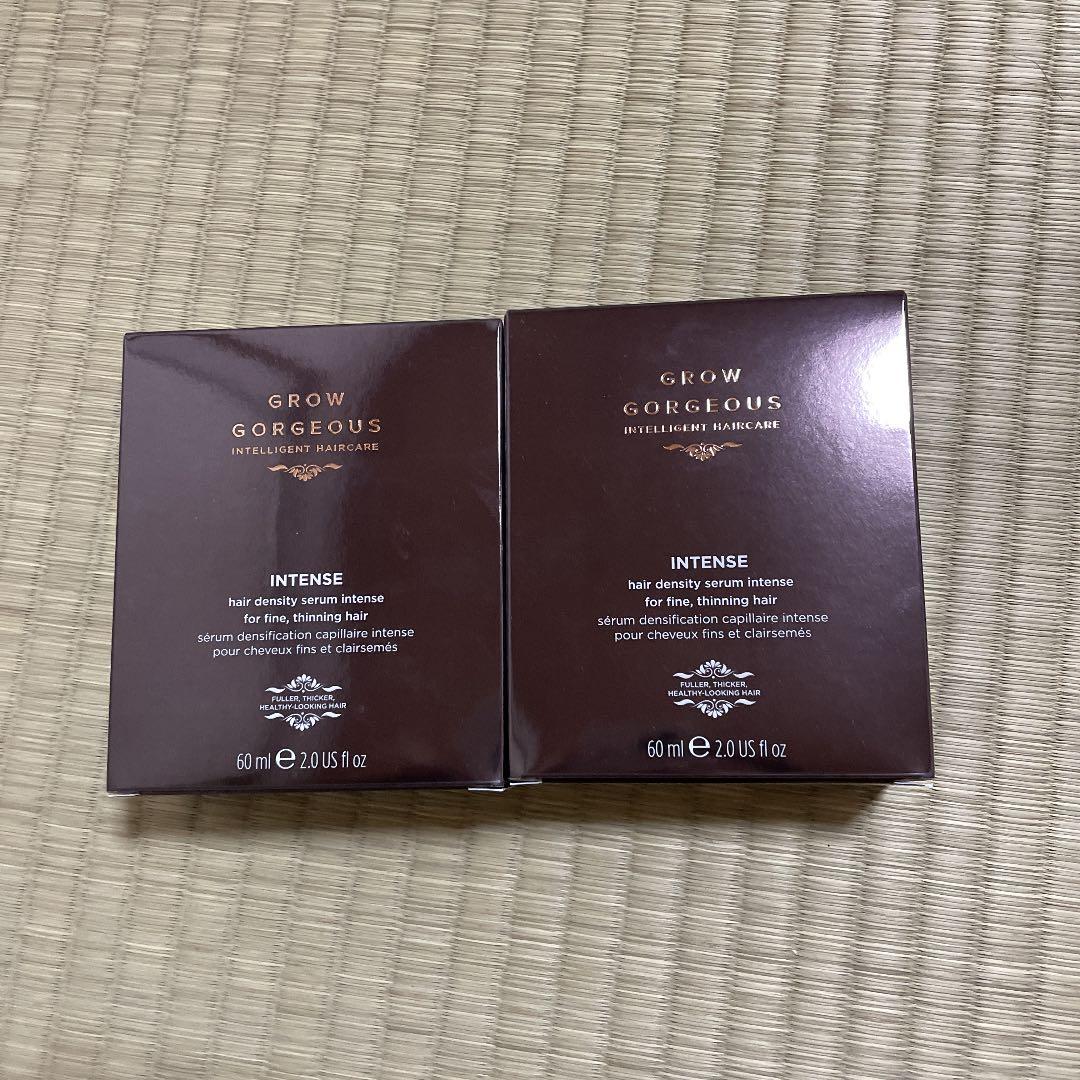 GROW
GORGEOUS
INTELLIGENT HAIRCARE
INTENSE
hair density serum intense
for fine, thinning hair
sérum densification capillaire intense
pour cheveux fins et clairsemés
FULLER, THICKER,
HEALTHY-LOOKING HAIR
60 ml e 2.0 US fl oz
GROW
GORGEOUS
INTELLIGENT HAIRCARE
INTENSE
hair density serum intense
for fine, thinning hair
sérum densification capillaire intense
pour cheveux fins et clairsemés
FULLER, THICKER,
HEALTHY-LOOKING HAIR
60 ml e 2.0 US fl oz